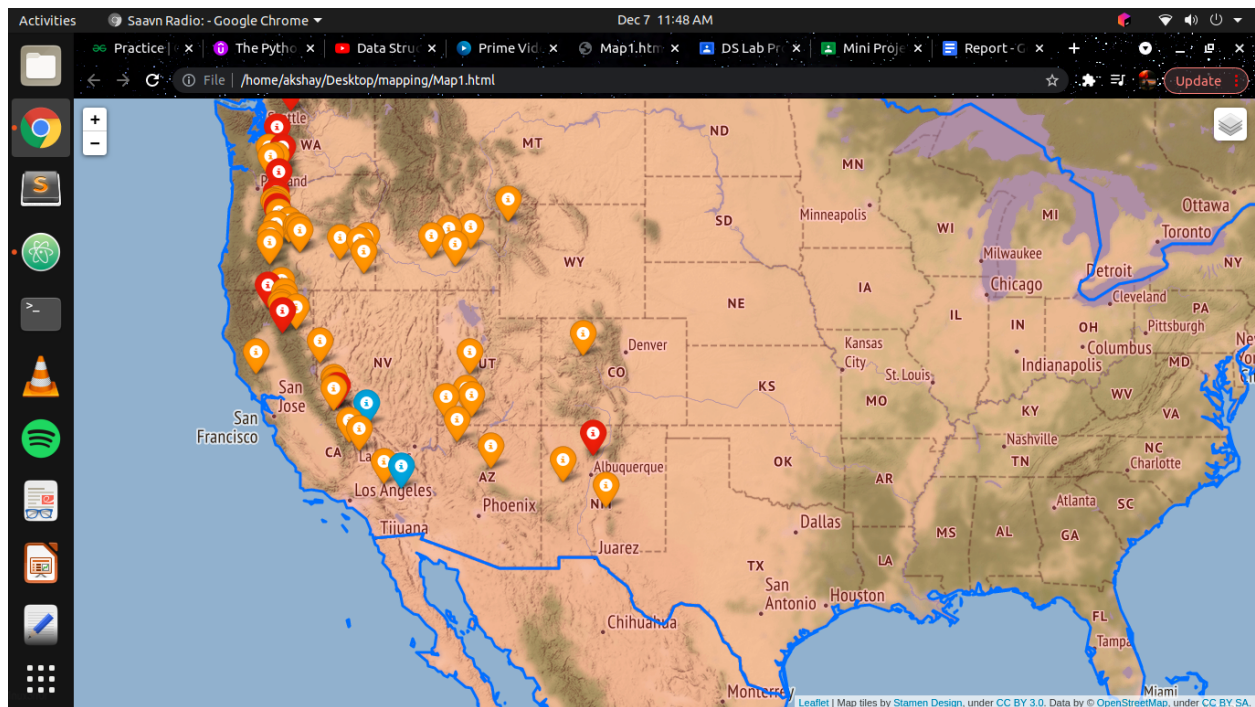 Activities
Saavn Radio: - Google Chrome
Dec 7 11:48 AM
Practice |
The Pytho
Data Struc
Prime Vid
Map1.htm
DS Lab Pr
Mini Proje
Report - G
File | /home/akshay/Desktop/mapping/Map1.html
Update
+
−
Seattle
WA
MT
ND
MN
Ottawa
Minneapolis
SD
WI
MI
Toronto
WY
Milwaukee
Detroit
NY
Chicago
IA
NE
Cleveland
PA
IL
IN
OH
Pittsburgh
Denver
Kansas
City
Columbus
Indianapolis
MD
NV
UT
CO
St. Louis
KS
San
Jose
MO
WV
VA
KY
San
Francisco
Nashville
NC
CA
TN
Charlotte
OK
Albuquerque
AZ
AR
Los Angeles
Phoenix
NM
Atlanta
SC
Tijuana
Dallas
MS
AL
GA
Juarez
LA
TX
San
Antonio
Houston
FL
Chihuahua
Tampa
Monterrey
Miami
Leaflet | Map tiles by Stamen Design, under CC BY 3.0. Data by © OpenStreetMap, under CC BY SA.